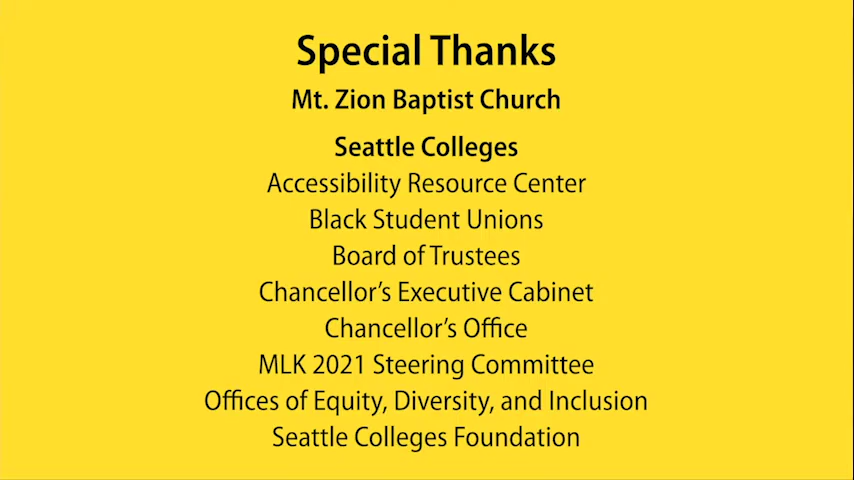 Special Thanks
Mt. Zion Baptist Church
Seattle Colleges
Accessibility Resource Center
Black Student Unions
Board of Trustees
Chancellor’s Executive Cabinet
Chancellor’s Office
MLK 2021 Steering Committee
Offices of Equity, Diversity, and Inclusion
Seattle Colleges Foundation